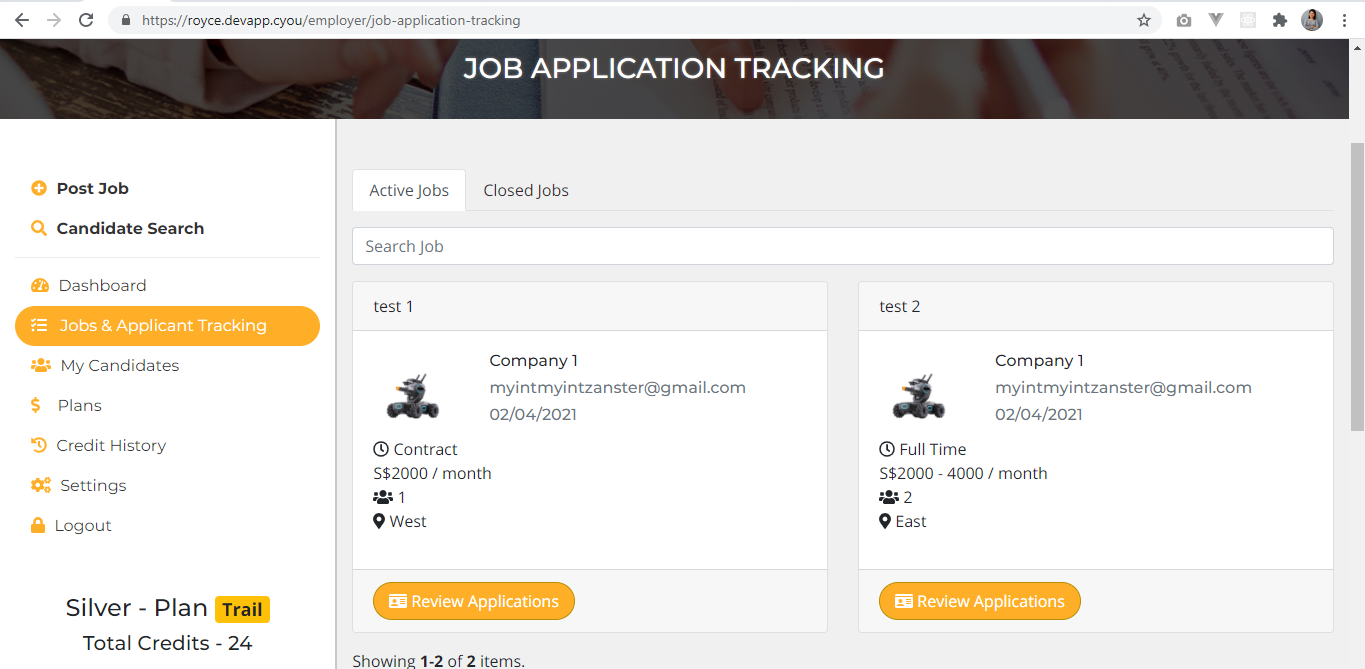 https://royce.devapp.cyou/employer/job-application-tracking
JOB APPLICATION TRACKING
Post Job
Candidate Search
Dashboard
Jobs & Applicant Tracking
My Candidates
Plans
Credit History
Settings
Logout
Silver - Plan Trail
Total Credits - 24
Active Jobs Closed Jobs
Search Job
test 1
Company 1
myintmyintzanster@gmail.com
02/04/2021
Contract
S$2000 / month
1
West
Review Applications
test 2
Company 1
myintmyintzanster@gmail.com
02/04/2021
Full Time
S$2000 - 4000 / month
2
East
Review Applications
Showing 1-2 of 2 items.